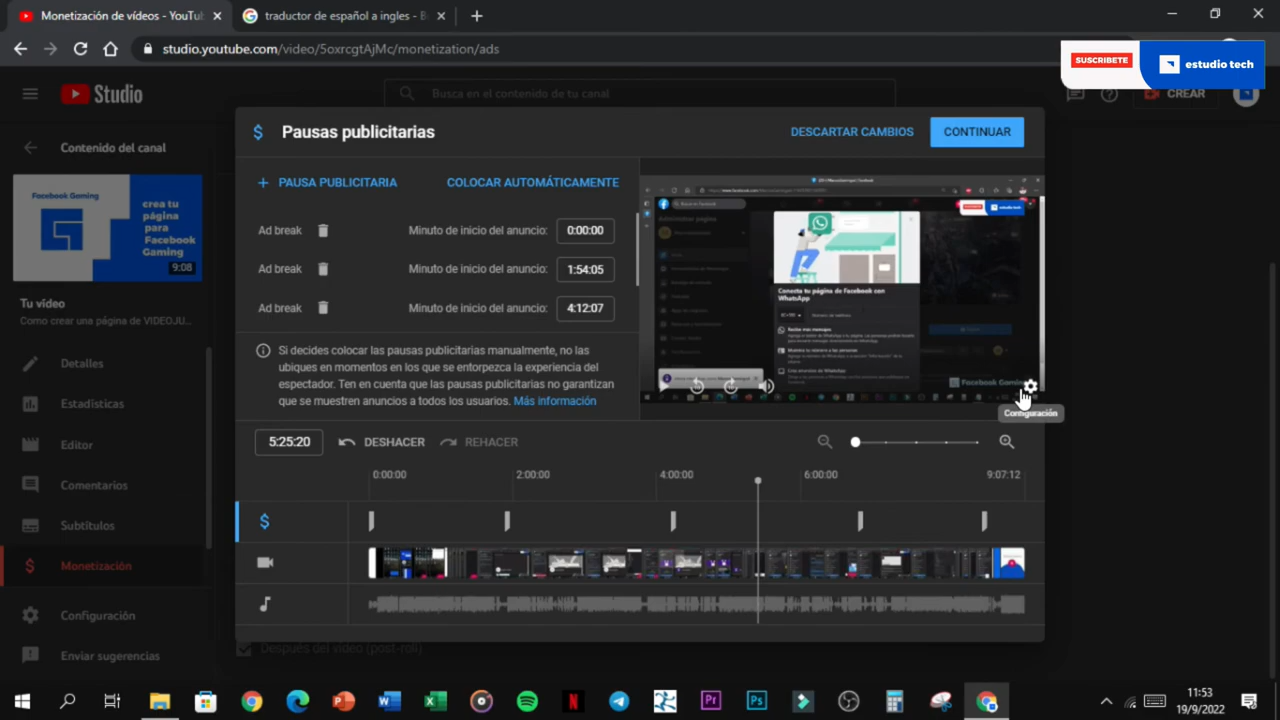 Monetización de vídeos - YouTu
traductor de español a ingles - B
studio.youtube.com/video/5oxrcgtAjMc/monetization/ads
SUSCRIBETE
estudio tech
Studio
Busca en el contenido de tu canal
CREAR
Contenido del canal
Facebook Gaming
crea tu
página
para
Facebook
Gaming
9:08
Tu video
Como crear una página de VIDEOJU...
Detalles
Estadísticas
Editor
Comentarios
Subtítulos
Monetización
Configuración
Enviar sugerencias
Pausas publicitarias
DESCARTAR CAMBIOS
CONTINUAR
PAUSA PUBLICITARIA
COLOCAR AUTOMÁTICAMENTE
Ad break Minuto de inicio del anuncio: 0:00:00
Ad break Minuto de inicio del anuncio: 1:54:05
Ad break Minuto de inicio del anuncio: 4:12:07
Si decides colocar las pausas publicitarias manualmente, no las
ubiques en momentos en los que se entorpezca la experiencia del
espectador. Ten en cuenta que las pausas publicitarias no garantizan
que se muestren anuncios a todos los usuarios. Más información
Conecta tu página de Facebook con
WhatsApp
Facebook Gaming
Configuración
5:25:20
DESHACER
REHACER
0:00:00
2:00:00
4:00:00
6:00:00
9:07:12
Después del video (post-roll)
11:53
19/9/2022